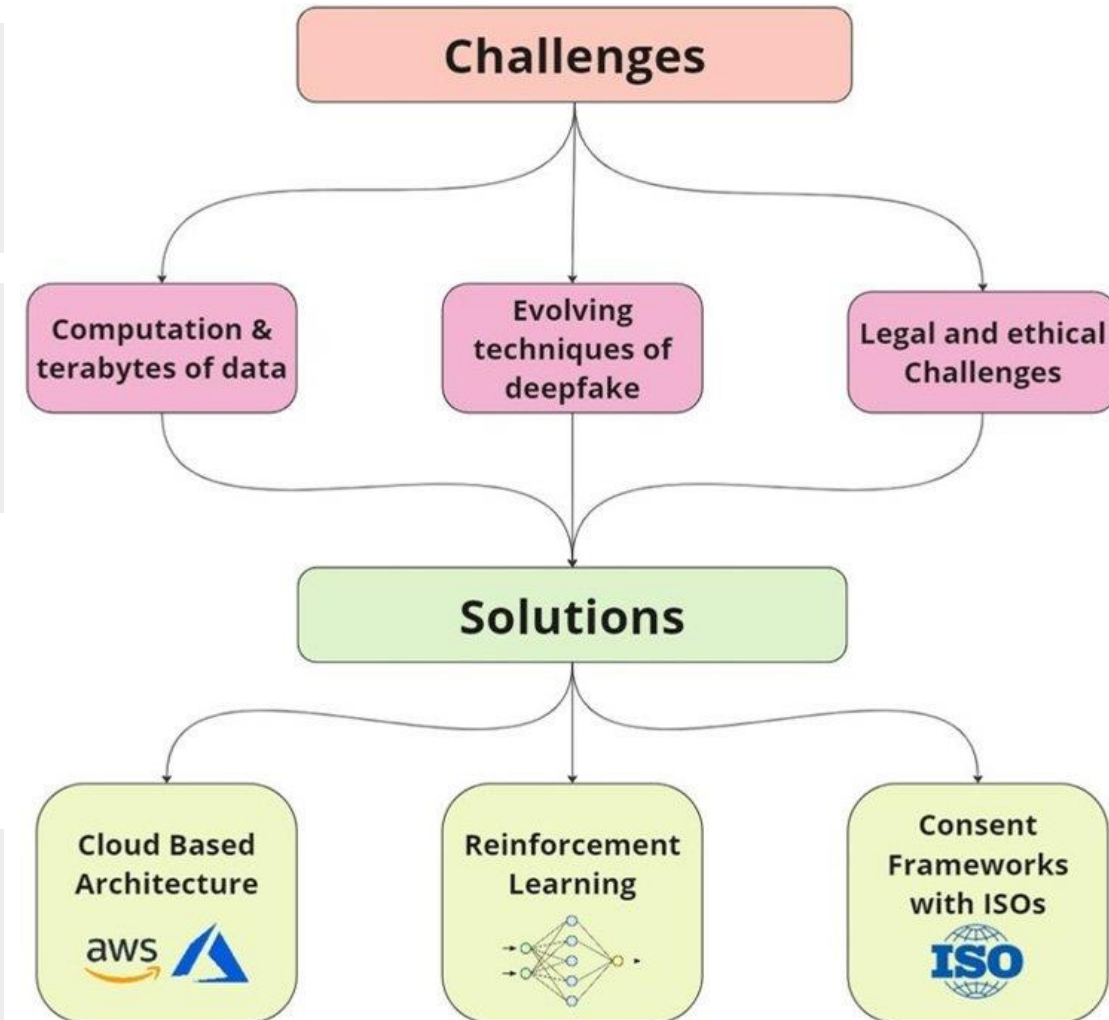 Challenges
Computation &
terabytes of data
Evolving
techniques of
deepfake
Legal and ethical
Challenges
Solutions
Cloud Based
Architecture
aws
Reinforcement
Learning
Consent
Frameworks
with ISOs
ISO